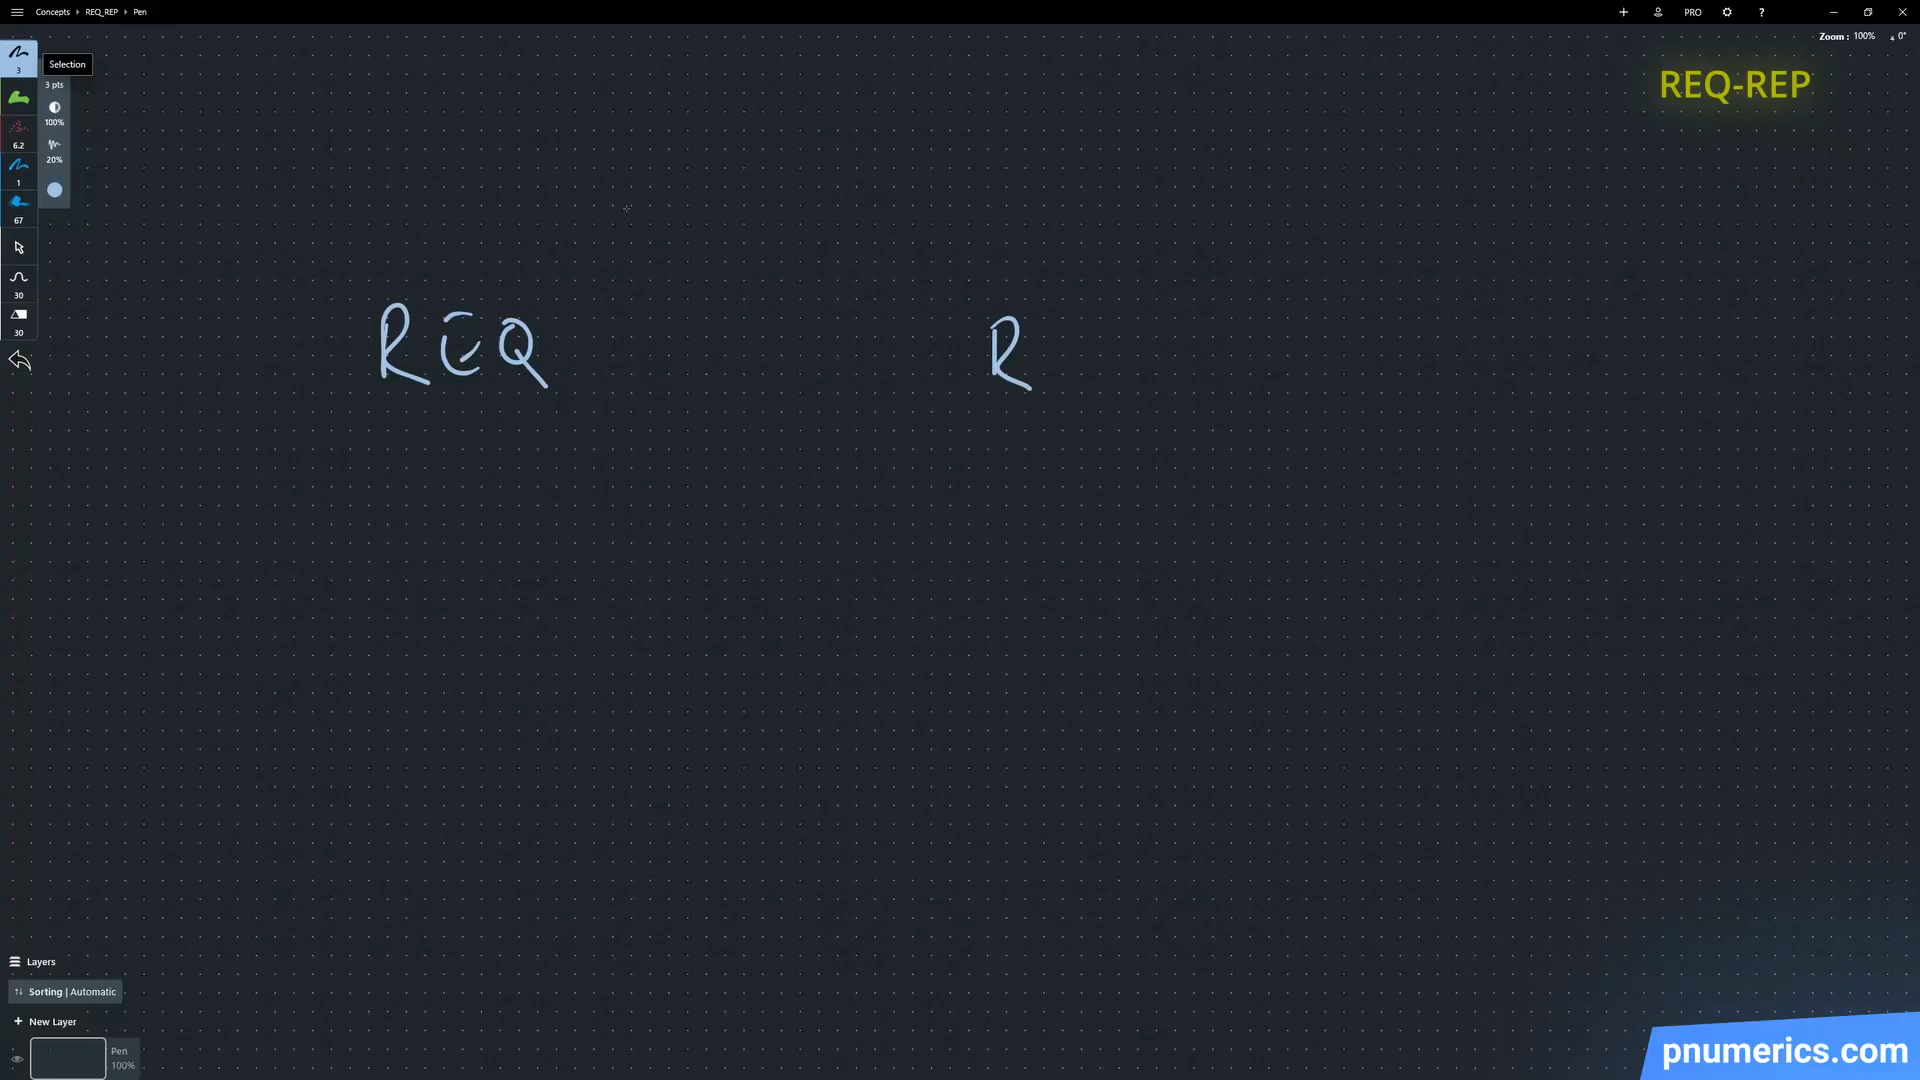 Concepts › REQ_REP › Pen
PRO ?
Zoom : 100% 0°
Selection
REQ-REP
3
3 pts
100%
6.2
20%
1
67
30
30
REQ R
Layers
Sorting | Automatic
+ New Layer
Pen
100%
pnumerics.com